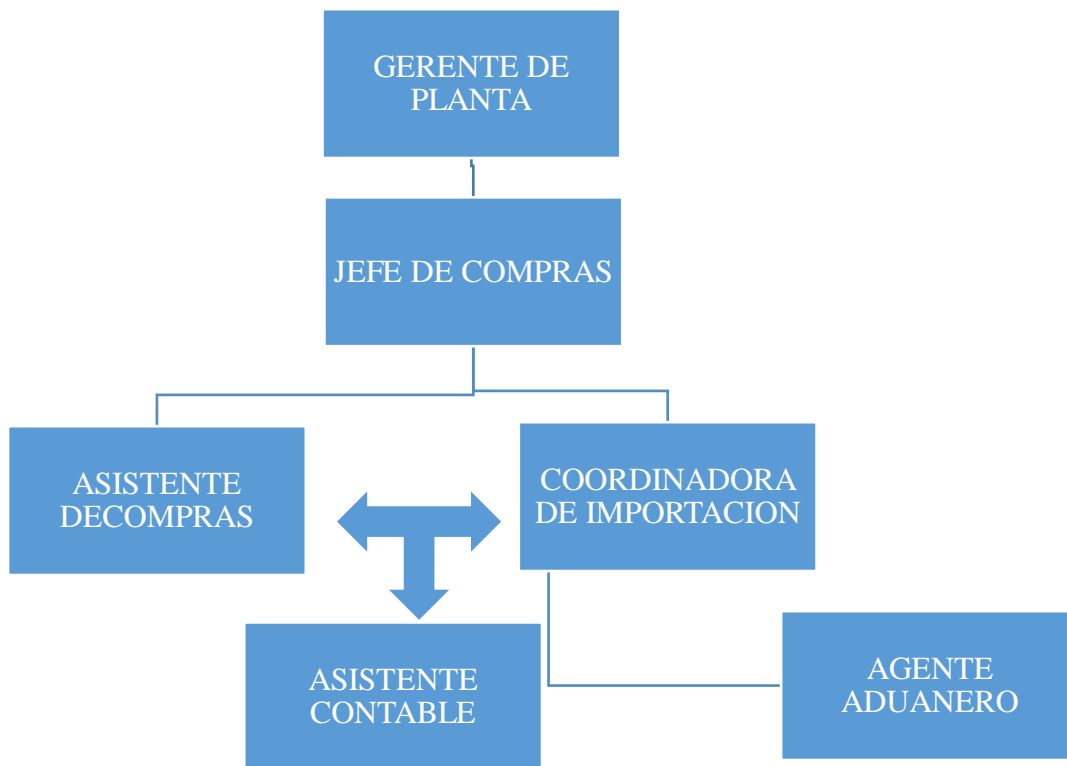 GERENTE DE
PLANTA
JEFE DE COMPRAS
ASISTENTE
DECOMPRAS
COORDINADORA
DE IMPORTACION
ASISTENTE
CONTABLE
AGENTE
ADUANERO